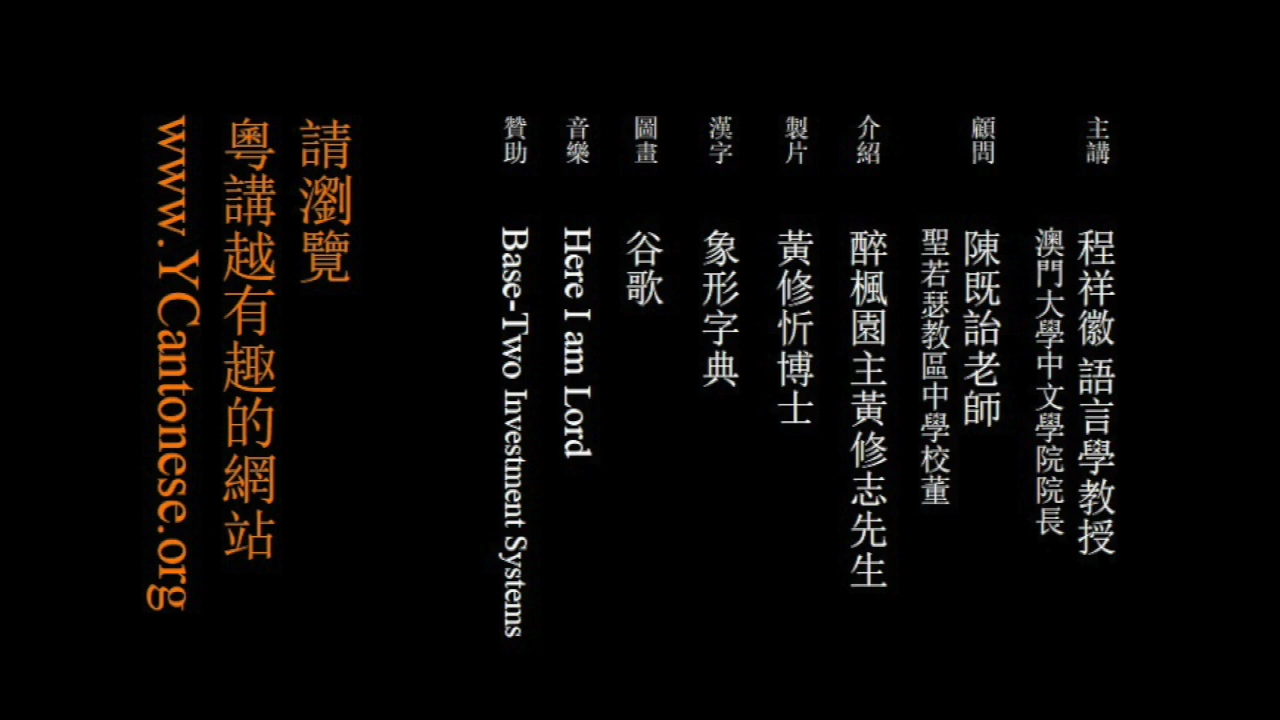 主講
程祥徽 語言學教授
澳門大學中文學院院長
顧問
陳既詒老師
聖若瑟教區中學校董
介紹
醉楓園主黃修志先生
製片
黃修忻博士
漢字
象形字典
圖畫
谷歌
音樂
Here I am Lord
贊助
Base-Two Investment Systems
請瀏覽
粵講越有趣的網站
www.YCantonese.org